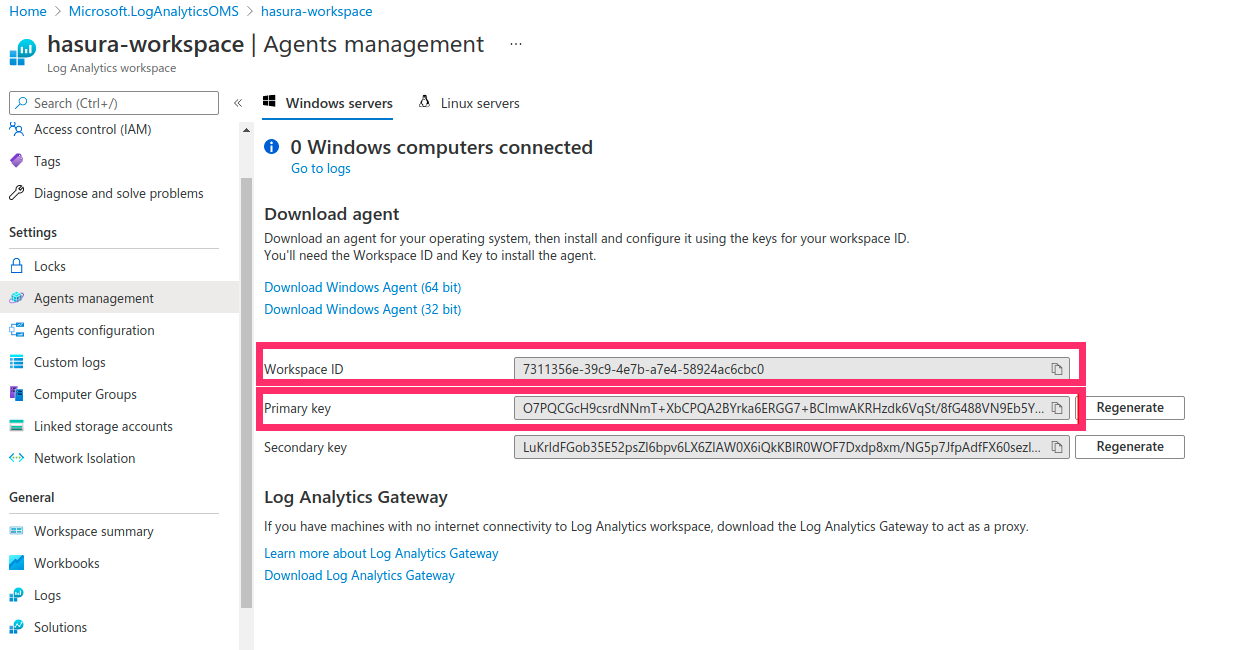 Home > Microsoft.LogAnalyticsOMS > hasura-workspace
hasura-workspace | Agents management ...
Log Analytics workspace
Search (Ctrl+/)
«
Access control (IAM)
Tags
Diagnose and solve problems
Settings
Locks
Agents management
Agents configuration
Custom logs
Computer Groups
Linked storage accounts
Network Isolation
General
Workspace summary
Workbooks
Logs
Solutions
Windows servers
Linux servers
0 Windows computers connected
Go to logs
Download agent
Download an agent for your operating system, then install and configure it using the keys for your workspace ID.
You'll need the Workspace ID and Key to install the agent.
Download Windows Agent (64 bit)
Download Windows Agent (32 bit)
Workspace ID 7311356e-39c9-4e7b-a7e4-58924ac6cbc0
Primary key O7PQCGcH9csrdNNmT+XbCPQA2BYrka6ERGG7+BClmwAKRHzdk6VqSt/8fG488VN9Eb5Y... Regenerate
Secondary key LuKrIdFGob35E52psZl6bpv6LX6ZlAW0X6iQkKBIR0WOF7Dxdp8xm/NG5p7JfpAdfFX60sezl... Regenerate
Log Analytics Gateway
If you have machines with no internet connectivity to Log Analytics workspace, download the Log Analytics Gateway to act as a proxy.
Learn more about Log Analytics Gateway
Download Log Analytics Gateway